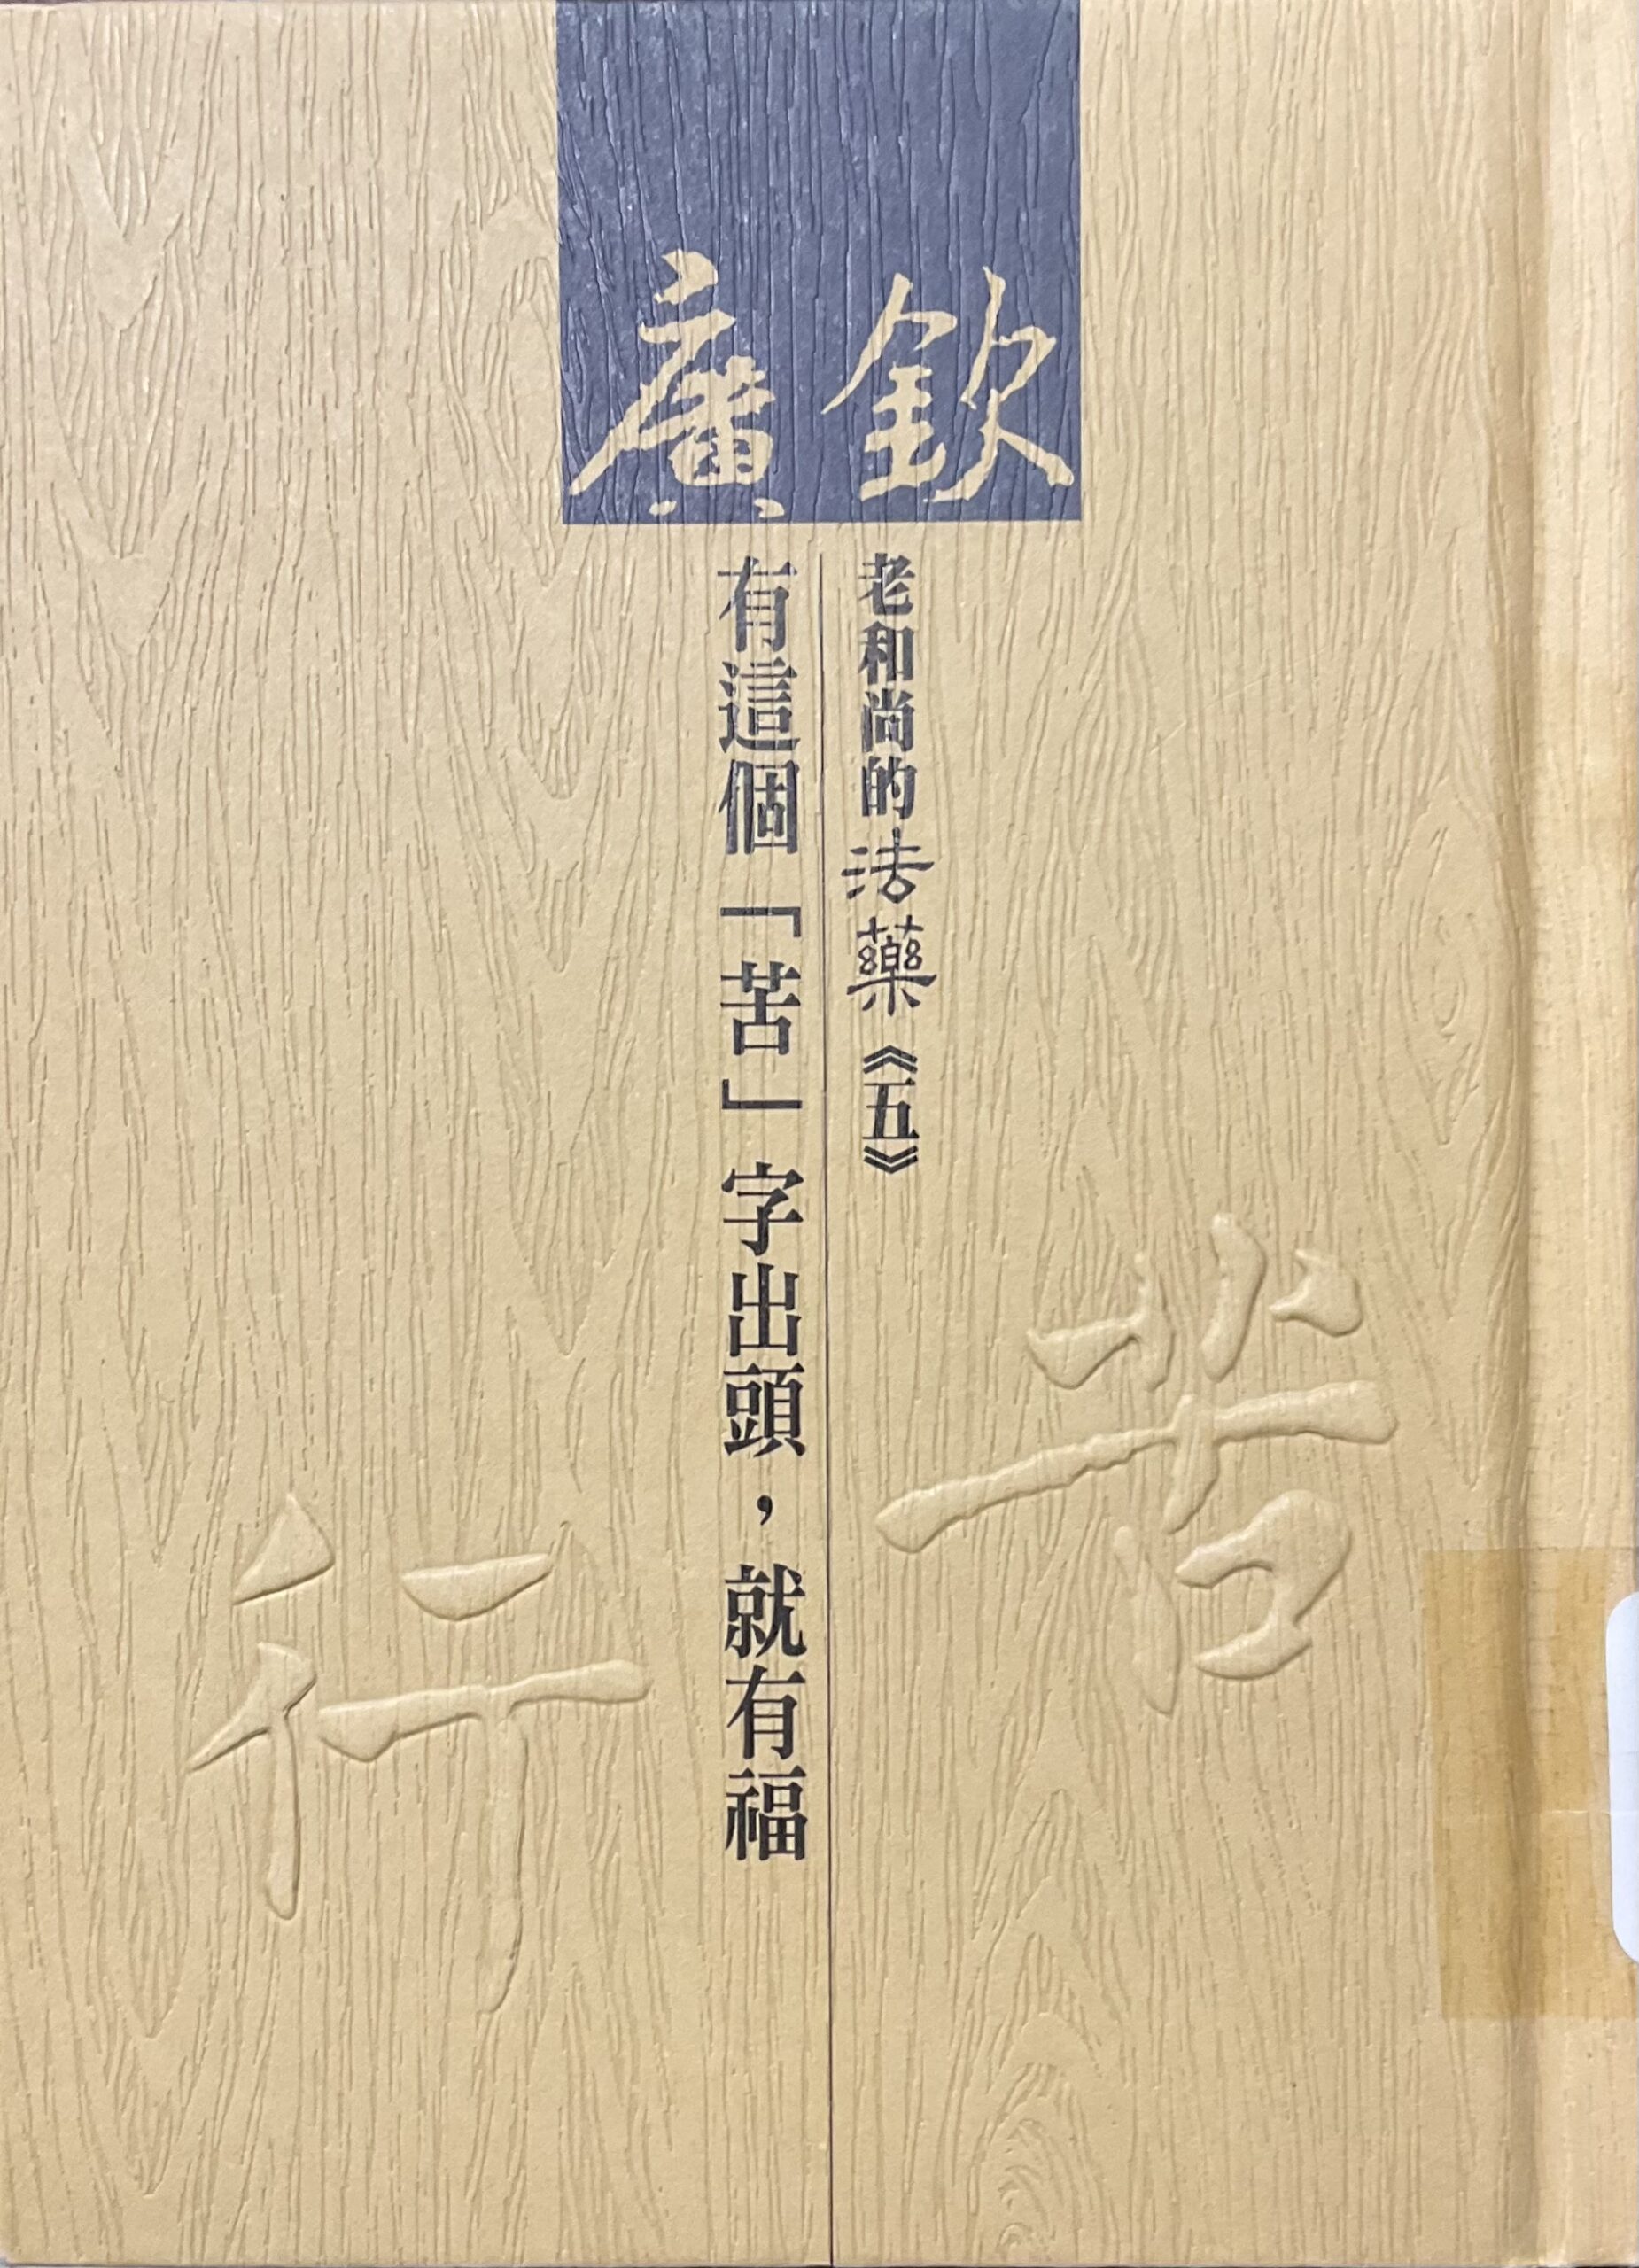 廣欽
老和尚的法藥《五》
有這個「苦」字出頭，就有福
苦行